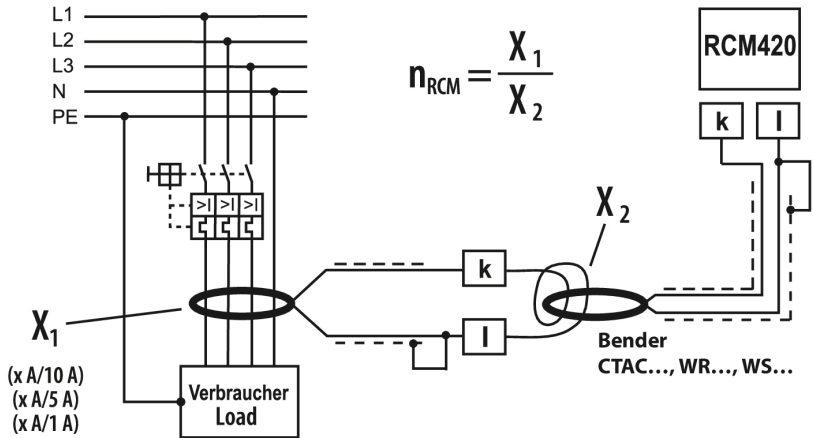 L1
L2
L3
N
PE
n RCM = X 1 / X 2
RCM420
k
l
>I >I >I
X 2
k
l
X 1
(x A/10 A)
(x A/5 A)
(x A/1 A)
Verbraucher
Load
Bender
CTAC…, WR…, WS…